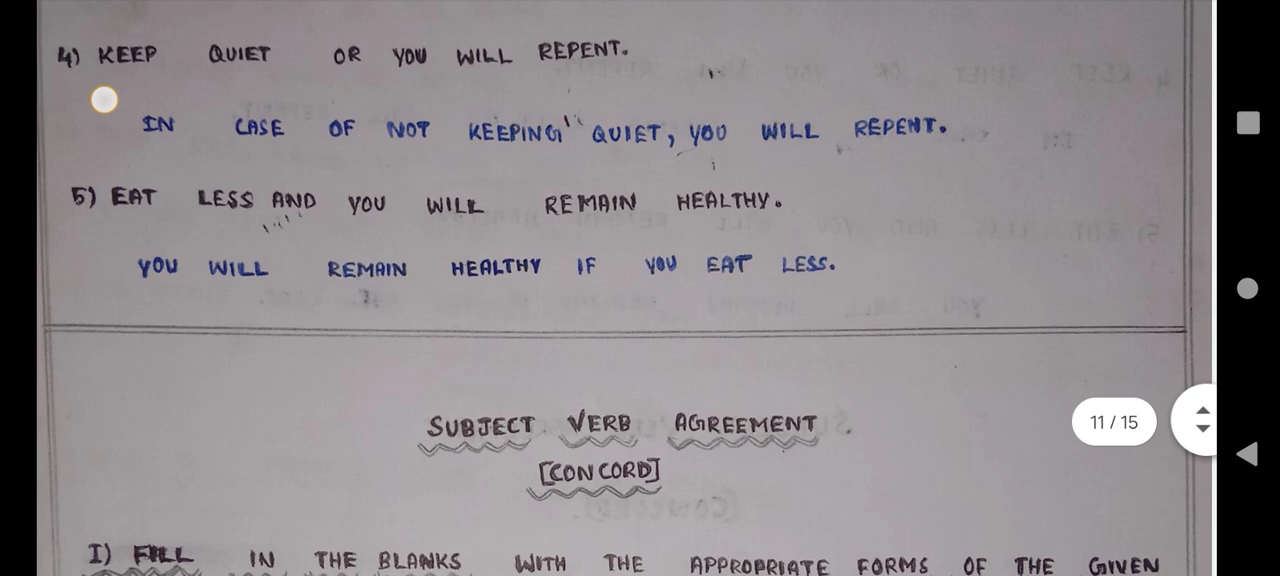 4) KEEP QUIET OR YOU WILL REPENT.
IN CASE OF NOT KEEPING QUIET, YOU WILL REPENT.
5) EAT LESS AND YOU WILL REMAIN HEALTHY.
YOU WILL REMAIN HEALTHY IF YOU EAT LESS.
SUBJECT VERB AGREEMENT
[CONCORD]
11 / 15
I) FILL IN THE BLANKS WITH THE APPROPRIATE FORMS OF THE GIVEN